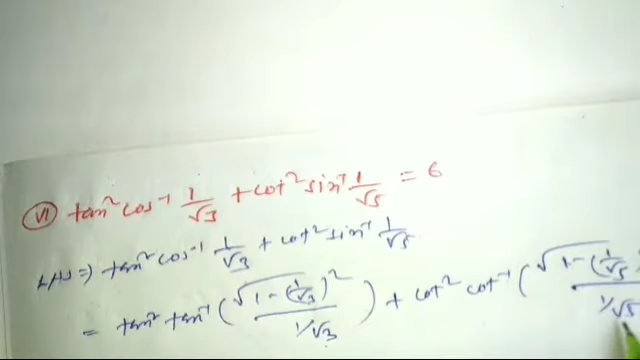 (VI) tan² cos⁻¹ 1/√3 + cot² sin⁻¹ 1/√5 = 6
LHS ⇒ tan² cos⁻¹ 1/√3 + cot² sin⁻¹ 1/√5
= tan² tan⁻¹ (√(1-(1/√3)²) / 1/√3) + cot² cot⁻¹ (√(1-(1/√5) / 1/√5